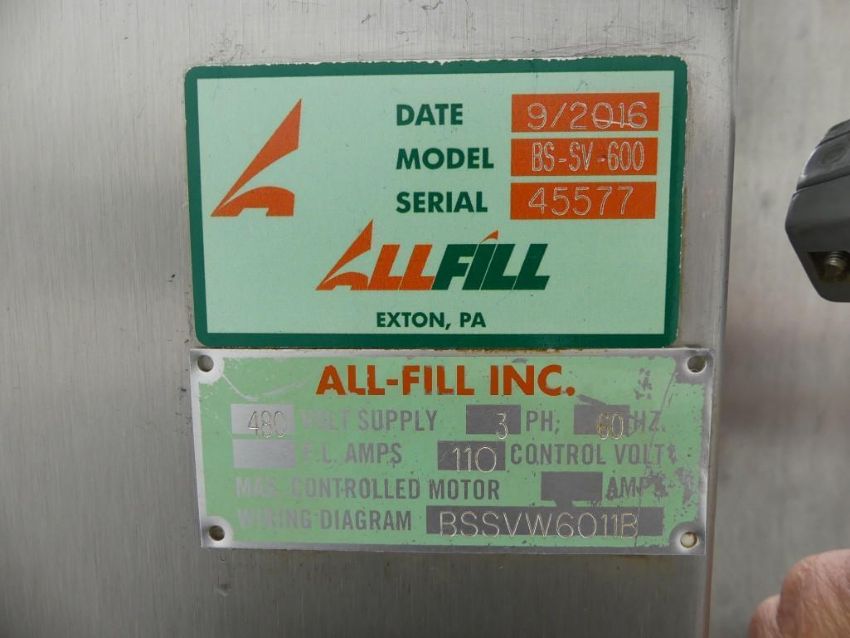 DATE 9/2016
MODEL BS-SV-600
SERIAL 45577
ALLFILL
EXTON, PA
ALL-FILL INC.
480 VOLT SUPPLY 3 PH; 60 HZ.
F.L. AMPS 110 CONTROL VOLT
MAX. CONTROLLED MOTOR AMPS
WIRING DIAGRAM BSSVW6011B